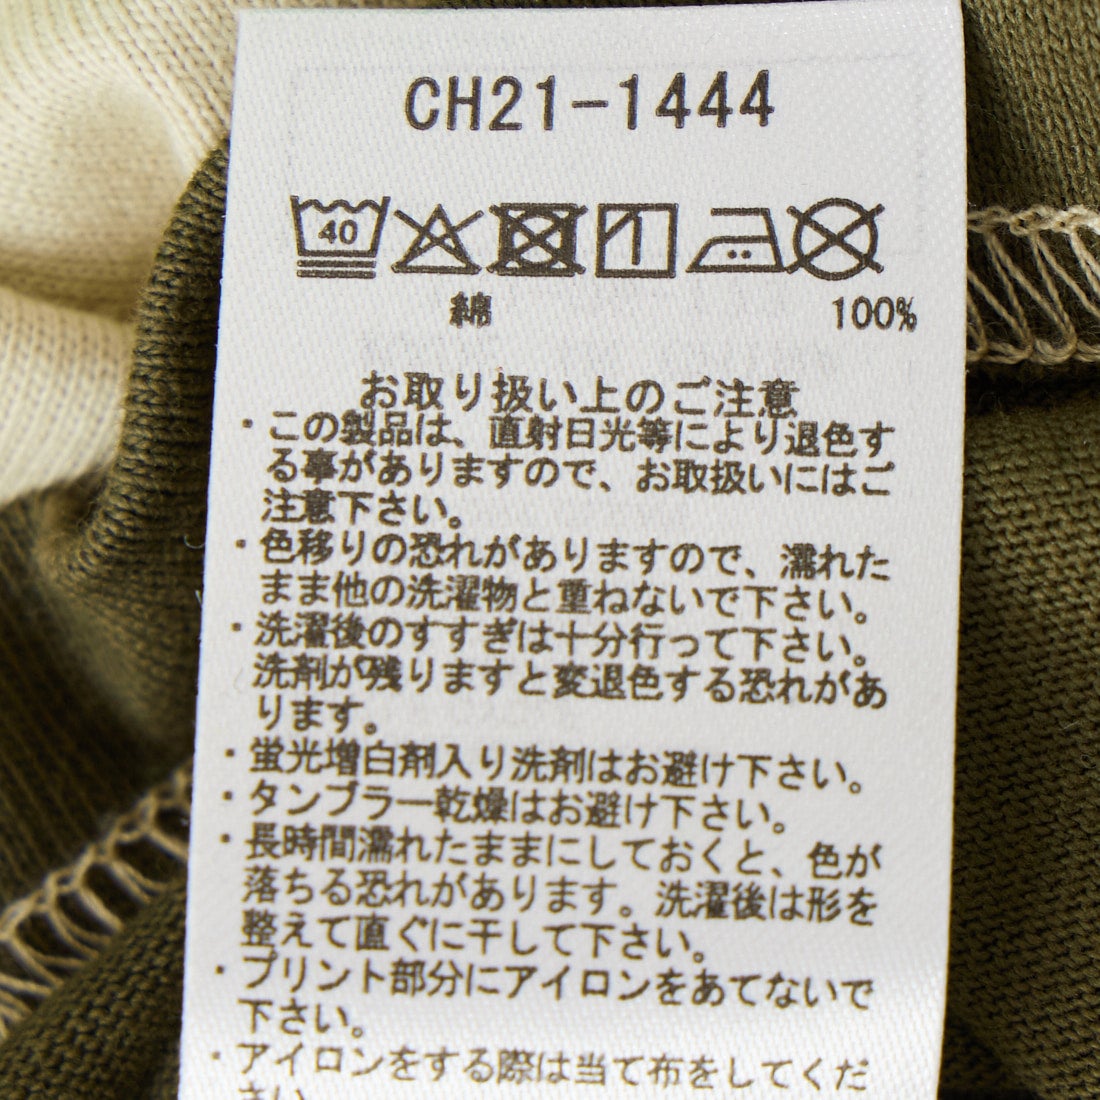 CH21-1444
40
綿 100%
お取り扱い上のご注意
・この製品は、直射日光等により退色す
る事がありますので、お取扱いにはご
注意下さい。
・色移りの恐れがありますので、濡れた
まま他の洗濯物と重ねないで下さい。
・洗濯後のすすぎは十分行って下さい。
洗剤が残りますと変退色する恐れがあ
ります。
・蛍光増白剤入り洗剤はお避け下さい。
・タンブラー乾燥はお避け下さい。
・長時間濡れたままにしておくと、色が
落ちる恐れがあります。洗濯後は形を
整えて直ぐに干して下さい。
・プリント部分にアイロンをあてないで
下さい。
・アイロンをする際は当て布をしてくだ
さい。